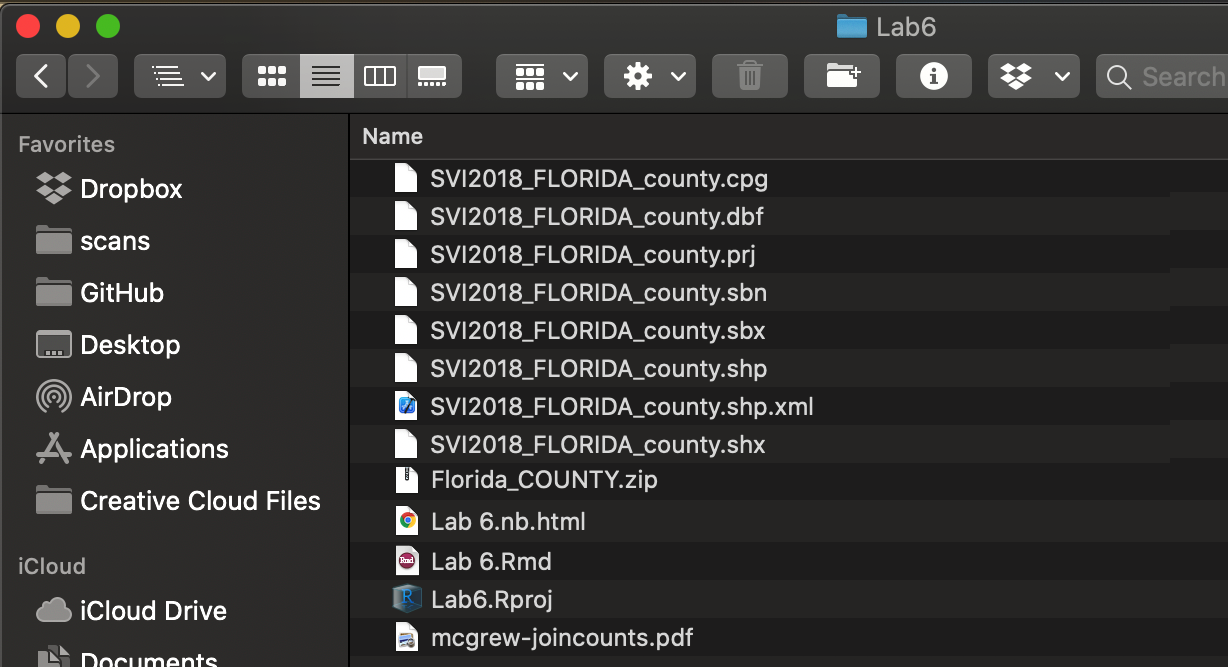 Lab6
Search
Favorites
Dropbox
scans
GitHub
Desktop
AirDrop
Applications
Creative Cloud Files
iCloud
iCloud Drive
Documents
Name
SVI2018_FLORIDA_county.cpg
SVI2018_FLORIDA_county.dbf
SVI2018_FLORIDA_county.prj
SVI2018_FLORIDA_county.sbn
SVI2018_FLORIDA_county.sbx
SVI2018_FLORIDA_county.shp
SVI2018_FLORIDA_county.shp.xml
SVI2018_FLORIDA_county.shx
Florida_COUNTY.zip
Lab 6.nb.html
Rmd
Lab 6.Rmd
R
Lab6.Rproj
mcgrew-joincounts.pdf